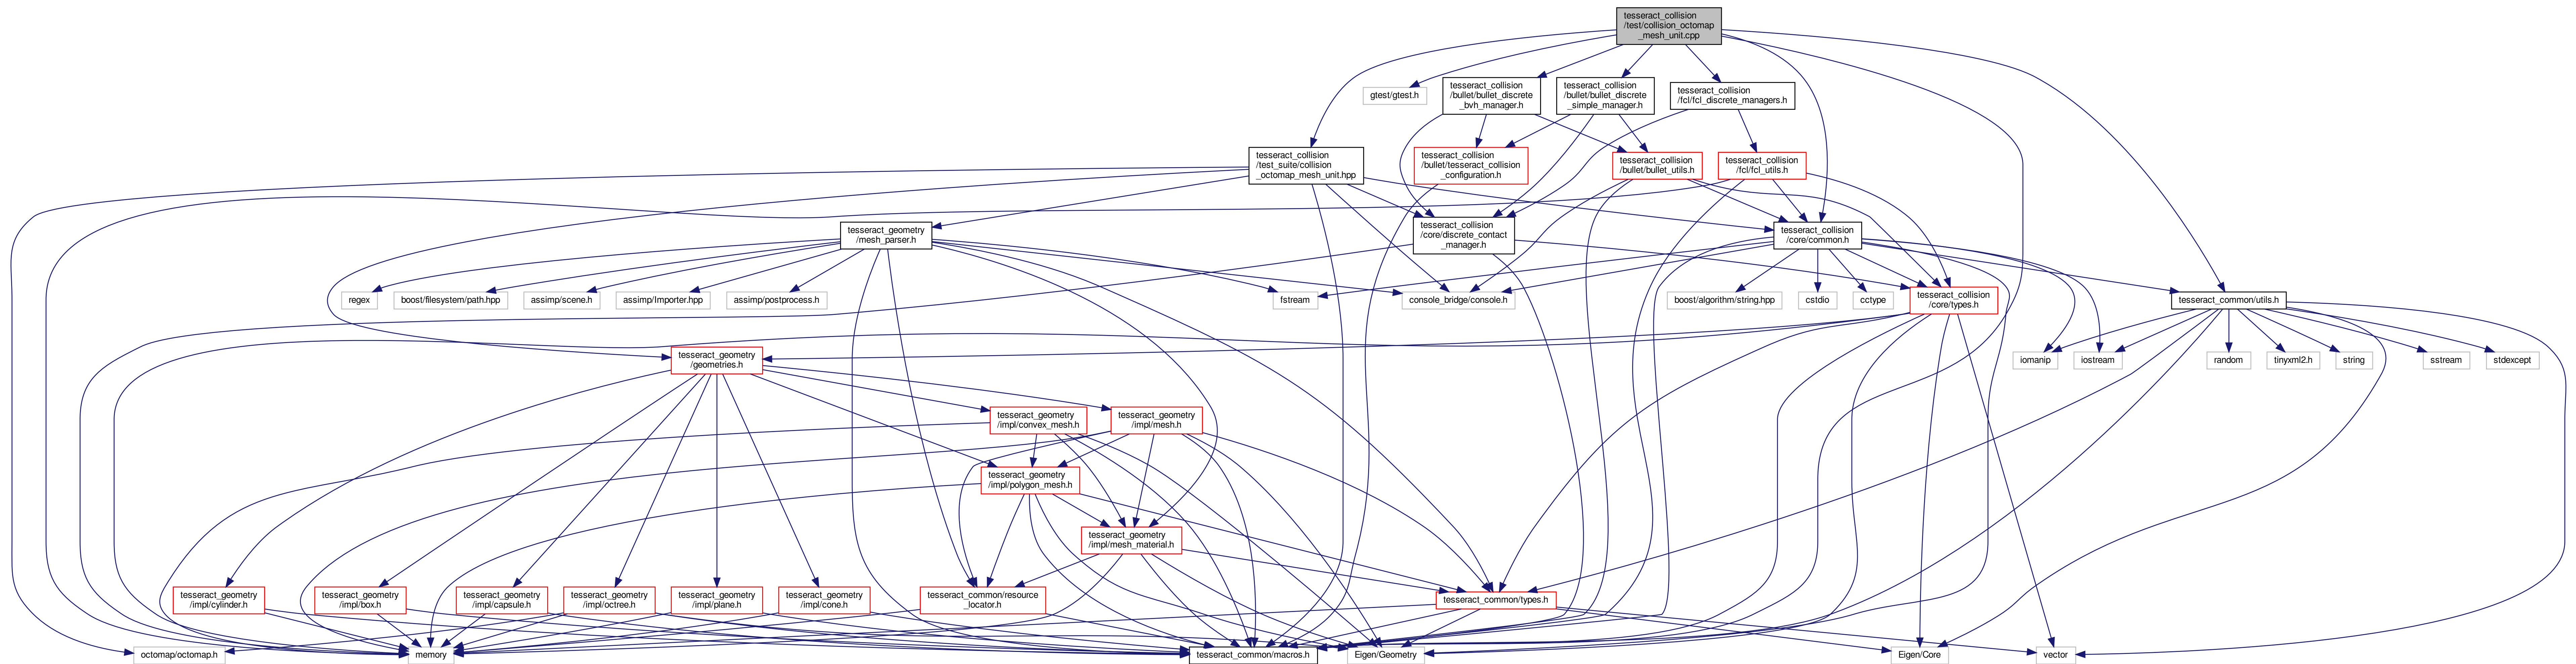 tesseract_collision
/test/collision_octomap
_mesh_unit.cpp
gtest/gtest.h
tesseract_collision
/bullet/bullet_discrete
_bvh_manager.h
tesseract_collision
/bullet/bullet_discrete
_simple_manager.h
tesseract_collision
/fcl/fcl_discrete_managers.h
tesseract_collision
/test_suite/collision
_octomap_mesh_unit.hpp
tesseract_collision
/bullet/tesseract_collision
_configuration.h
tesseract_collision
/bullet/bullet_utils.h
tesseract_collision
/fcl/fcl_utils.h
tesseract_geometry
/mesh_parser.h
tesseract_collision
/core/discrete_contact
_manager.h
tesseract_collision
/core/common.h
regex
boost/filesystem/path.hpp
assimp/scene.h
assimp/Importer.hpp
assimp/postprocess.h
fstream
console_bridge/console.h
boost/algorithm/string.hpp
cstdio
cctype
tesseract_collision
/core/types.h
tesseract_common/utils.h
tesseract_geometry
/geometries.h
iomanip
iostream
random
tinyxml2.h
string
sstream
stdexcept
tesseract_geometry
/impl/convex_mesh.h
tesseract_geometry
/impl/mesh.h
tesseract_geometry
/impl/polygon_mesh.h
tesseract_geometry
/impl/mesh_material.h
tesseract_geometry
/impl/cylinder.h
tesseract_geometry
/impl/box.h
tesseract_geometry
/impl/capsule.h
tesseract_geometry
/impl/octree.h
tesseract_geometry
/impl/plane.h
tesseract_geometry
/impl/cone.h
tesseract_common/resource
_locator.h
tesseract_common/types.h
octomap/octomap.h
memory
tesseract_common/macros.h
Eigen/Geometry
Eigen/Core
vector